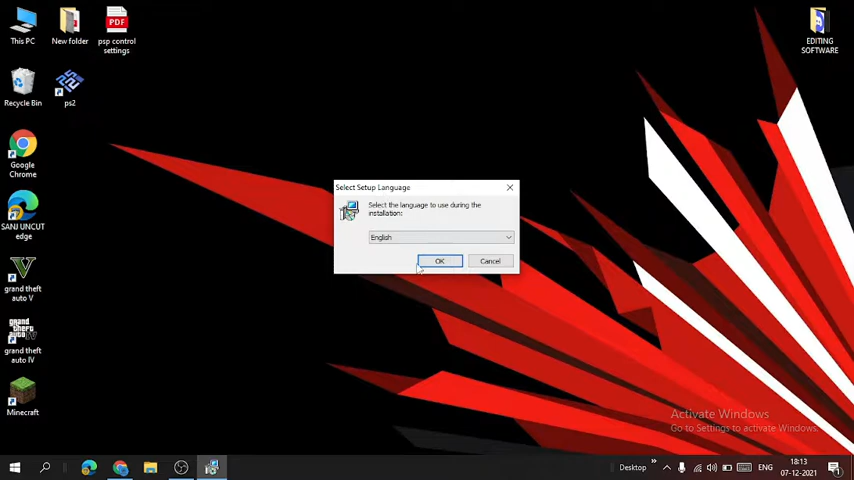 This PC
New folder
PDF
psp control
settings
EDITING
SOFTWARE
Recycle Bin
ps2
Google
Chrome
SANJ UNCUT
edge
grand theft
auto V
grand theft
auto IV
Minecraft
Select Setup Language
Select the language to use during the
installation:
English
OK
Cancel
Activate Windows
Go to Settings to activate Windows.
Desktop
ENG
18:13
07-12-2021